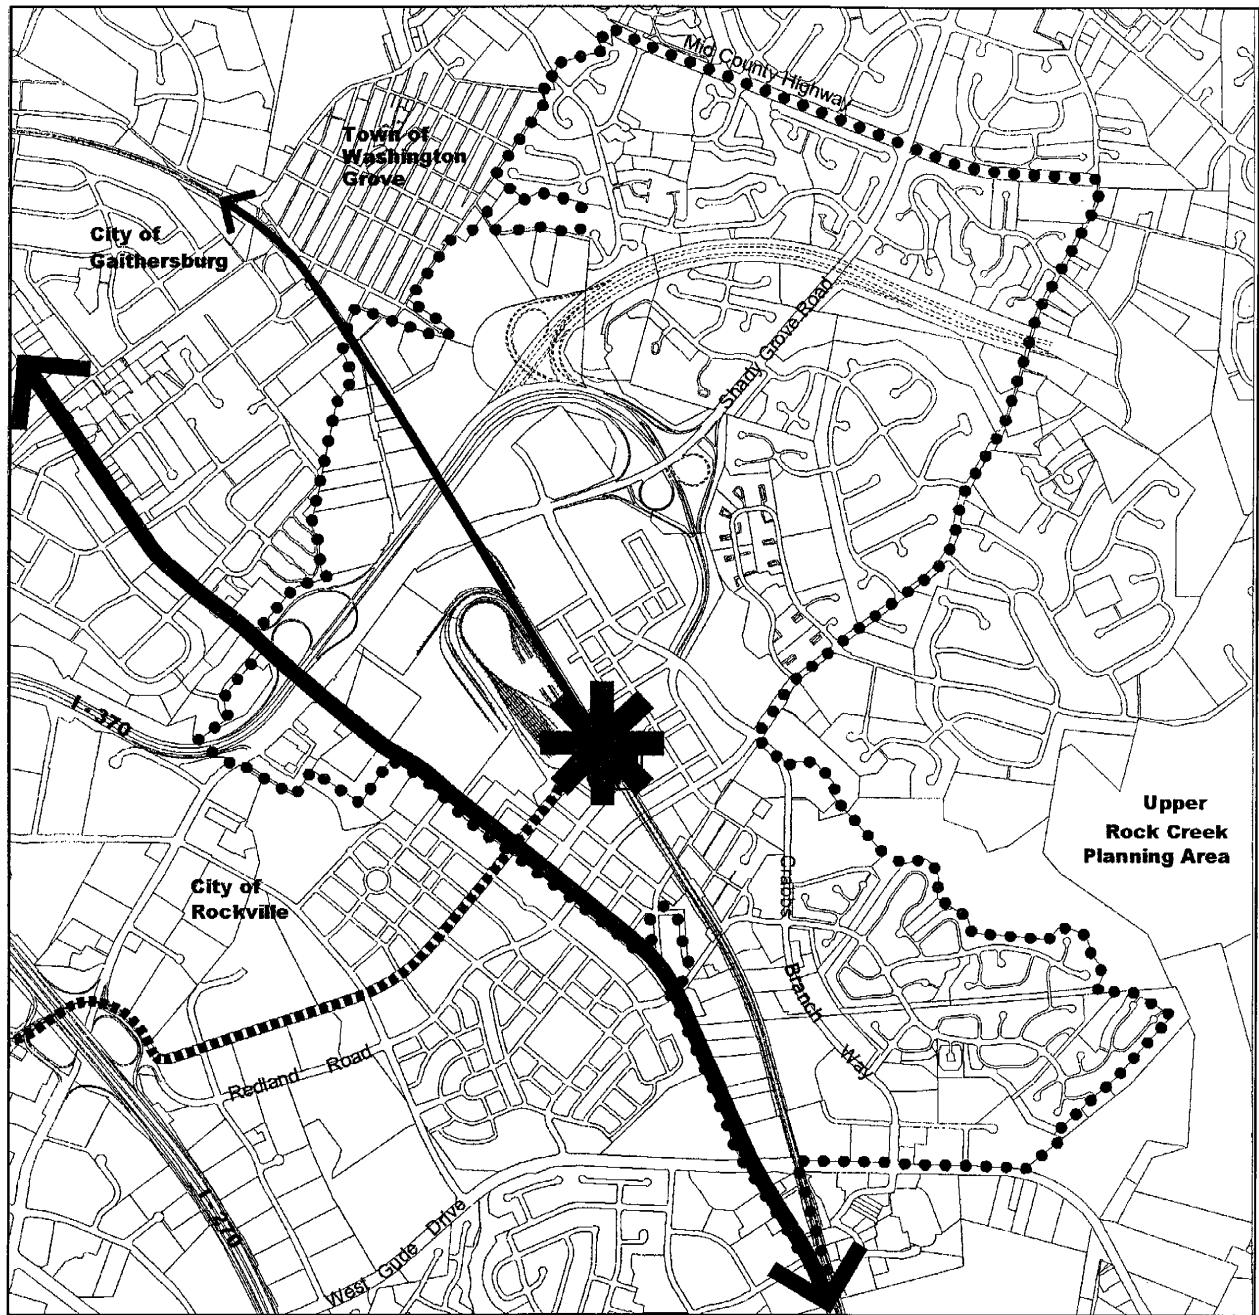 Mid County Highway
Town of
Washington
Grove
City of
Gaithersburg
Shady Grove Road
I - 370
Upper
Rock Creek
Planning Area
City of
Rockville
Crabbs
Branch
Way
Redland Road
I - 270
West Gude Drive